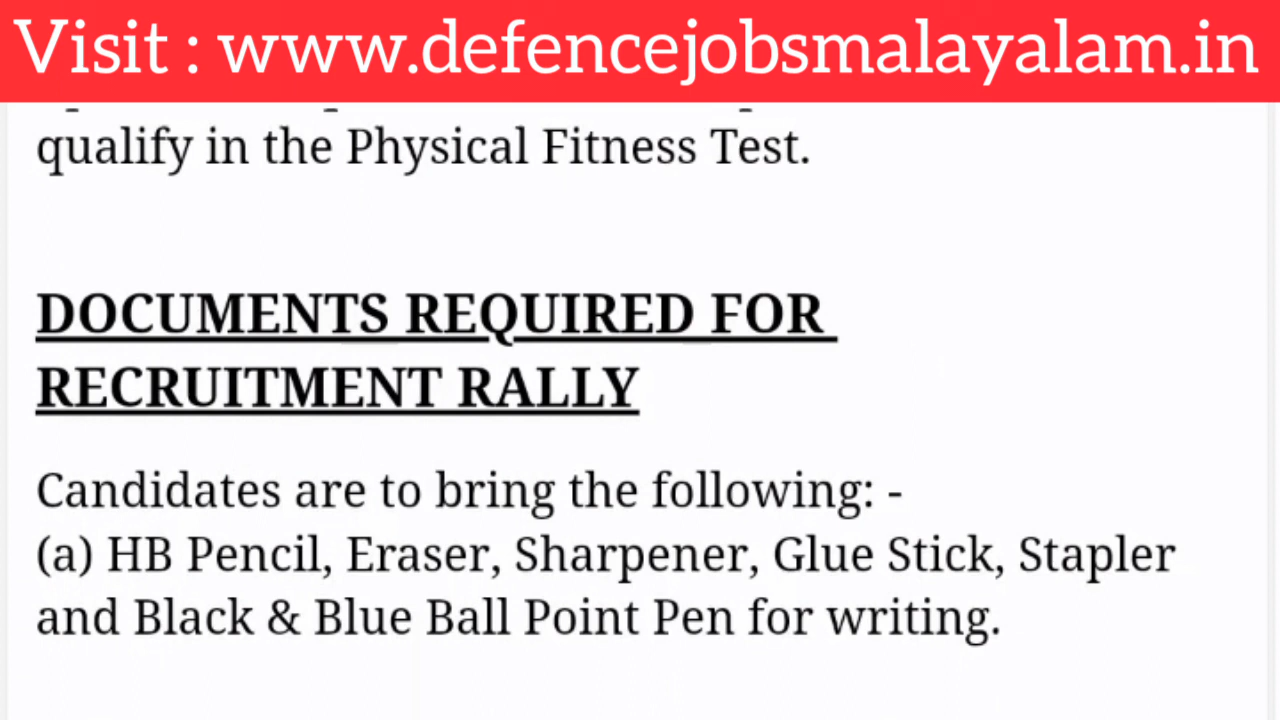 Visit : www.defencejobsmalayalam.in
qualify in the Physical Fitness Test.
DOCUMENTS REQUIRED FOR
RECRUITMENT RALLY
Candidates are to bring the following: -
(a) HB Pencil, Eraser, Sharpener, Glue Stick, Stapler
and Black & Blue Ball Point Pen for writing.